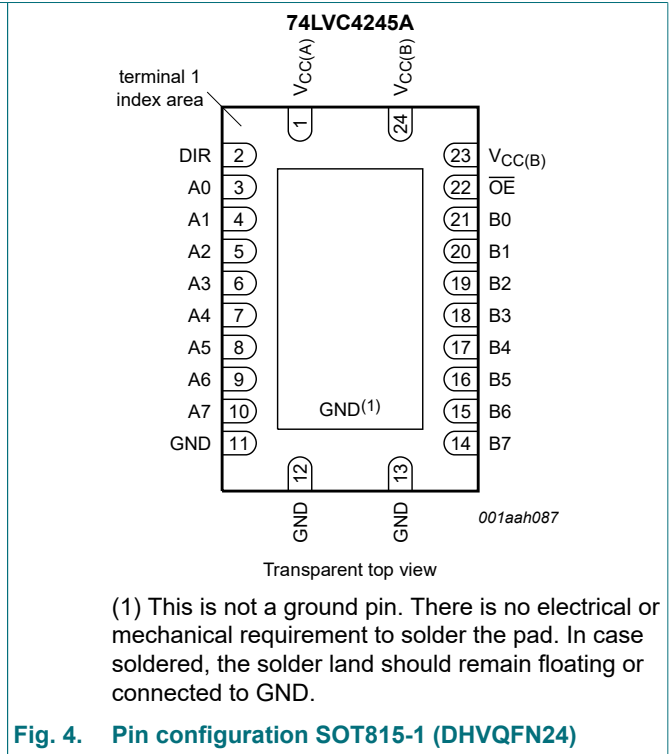 74LVC4245A
terminal 1
index area
VCC(A)
VCC(B)
1
24
DIR 2
23 VCC(B)
A0 3
22 OE
A1 4
21 B0
A2 5
20 B1
A3 6
19 B2
A4 7
18 B3
A5 8
17 B4
A6 9
16 B5
A7 10
GND(1)
15 B6
GND 11
14 B7
12
13
GND
GND
001aah087
Transparent top view
(1) This is not a ground pin. There is no electrical or
mechanical requirement to solder the pad. In case
soldered, the solder land should remain floating or
connected to GND.
Fig. 4. Pin configuration SOT815-1 (DHVQFN24)